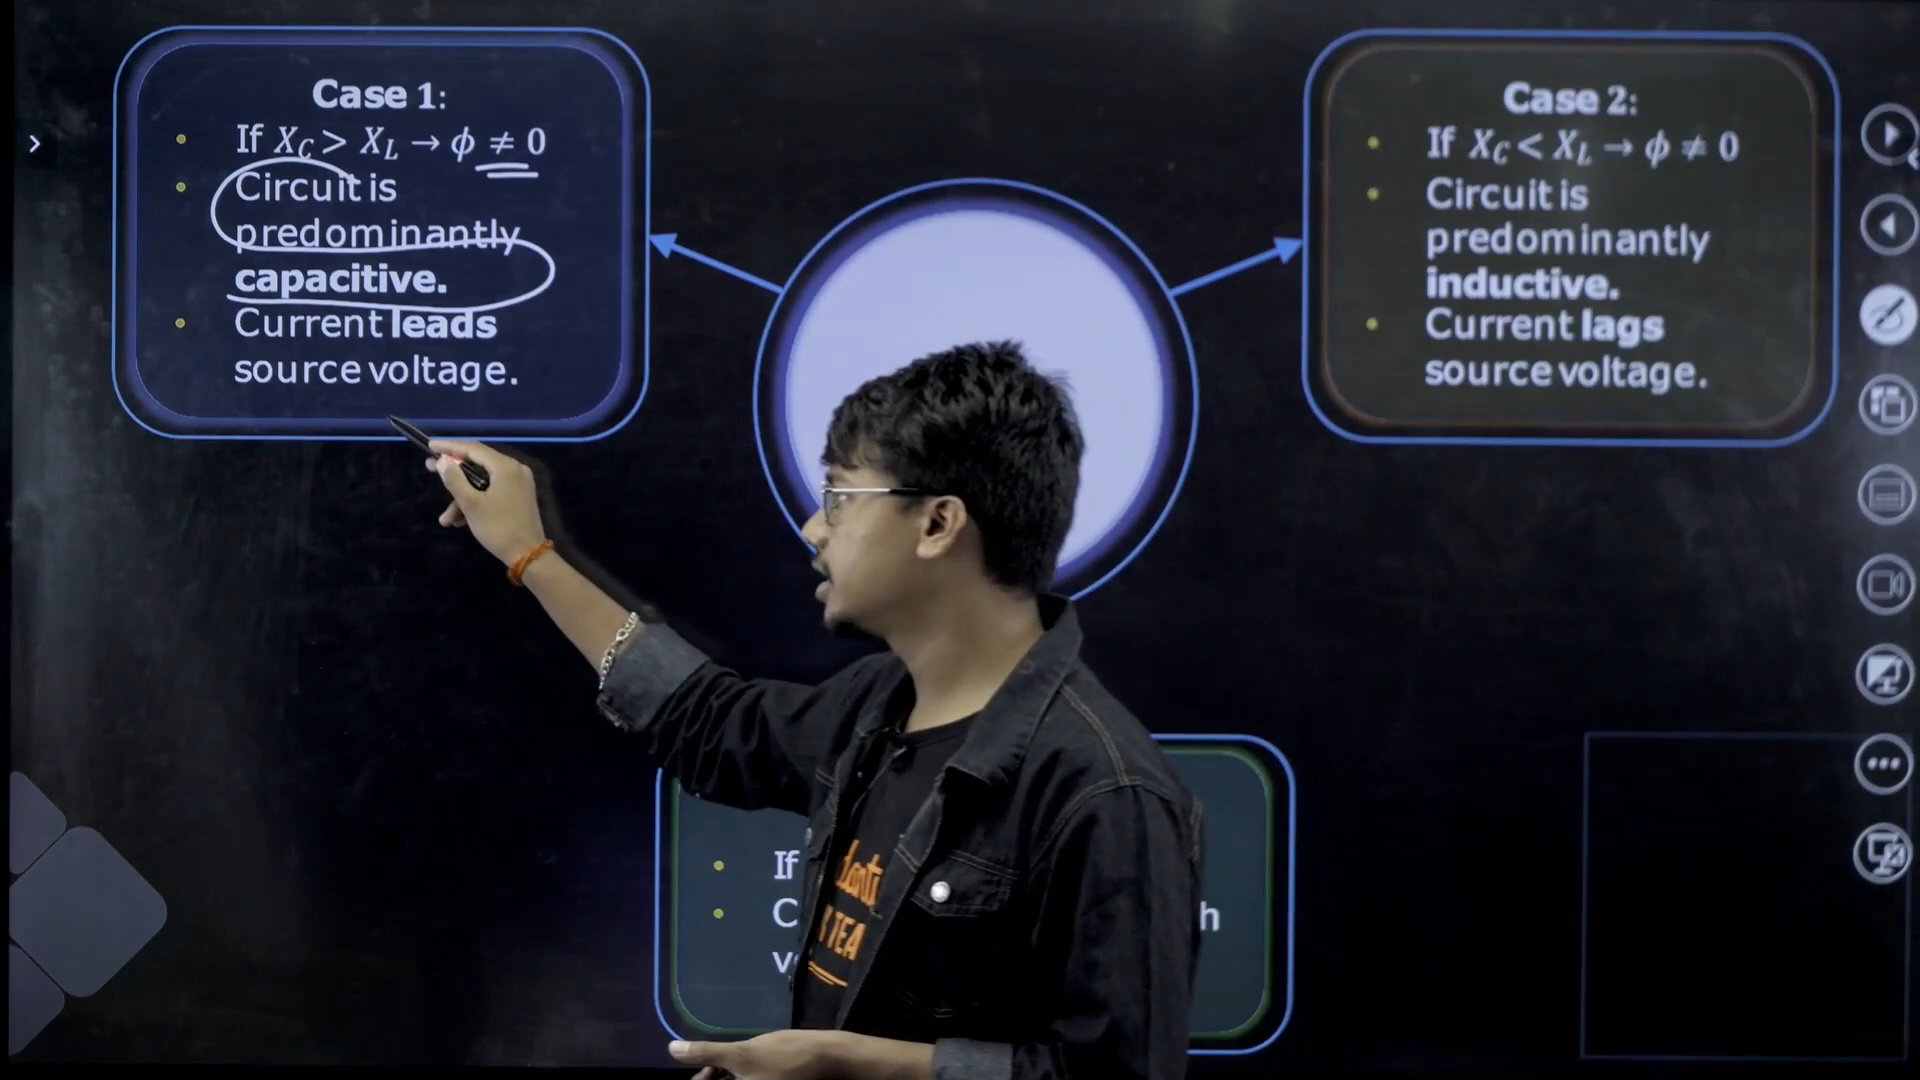 Case 1:
• If X_C > X_L → ϕ ≠ 0
• Circuit is
predominantly
capacitive.
• Current leads
source voltage.
Case 2:
• If X_C < X_L → ϕ ≠ 0
• Circuit is
predominantly
inductive.
• Current lags
source voltage.
• If
TEA